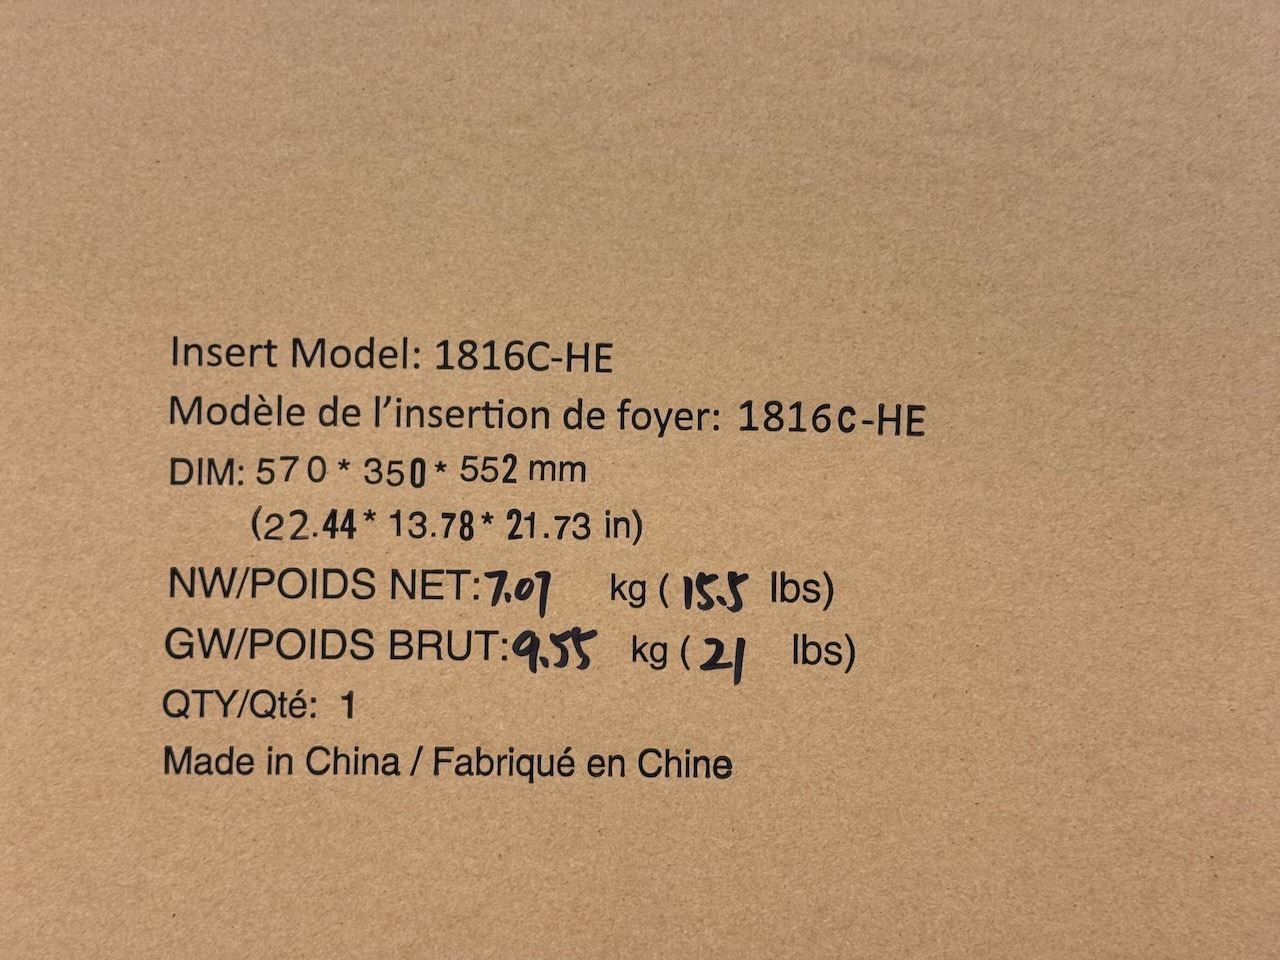 Insert Model: 1816C-HE
Modèle de l'insertion de foyer: 1816C-HE
DIM: 570 * 350 * 552 mm
(22.44 * 13.78 * 21.73 in)
NW/POIDS NET: 7.07 kg ( 15.5 lbs)
GW/POIDS BRUT: 9.55 kg ( 21 lbs)
QTY/Qté: 1
Made in China / Fabriqué en Chine